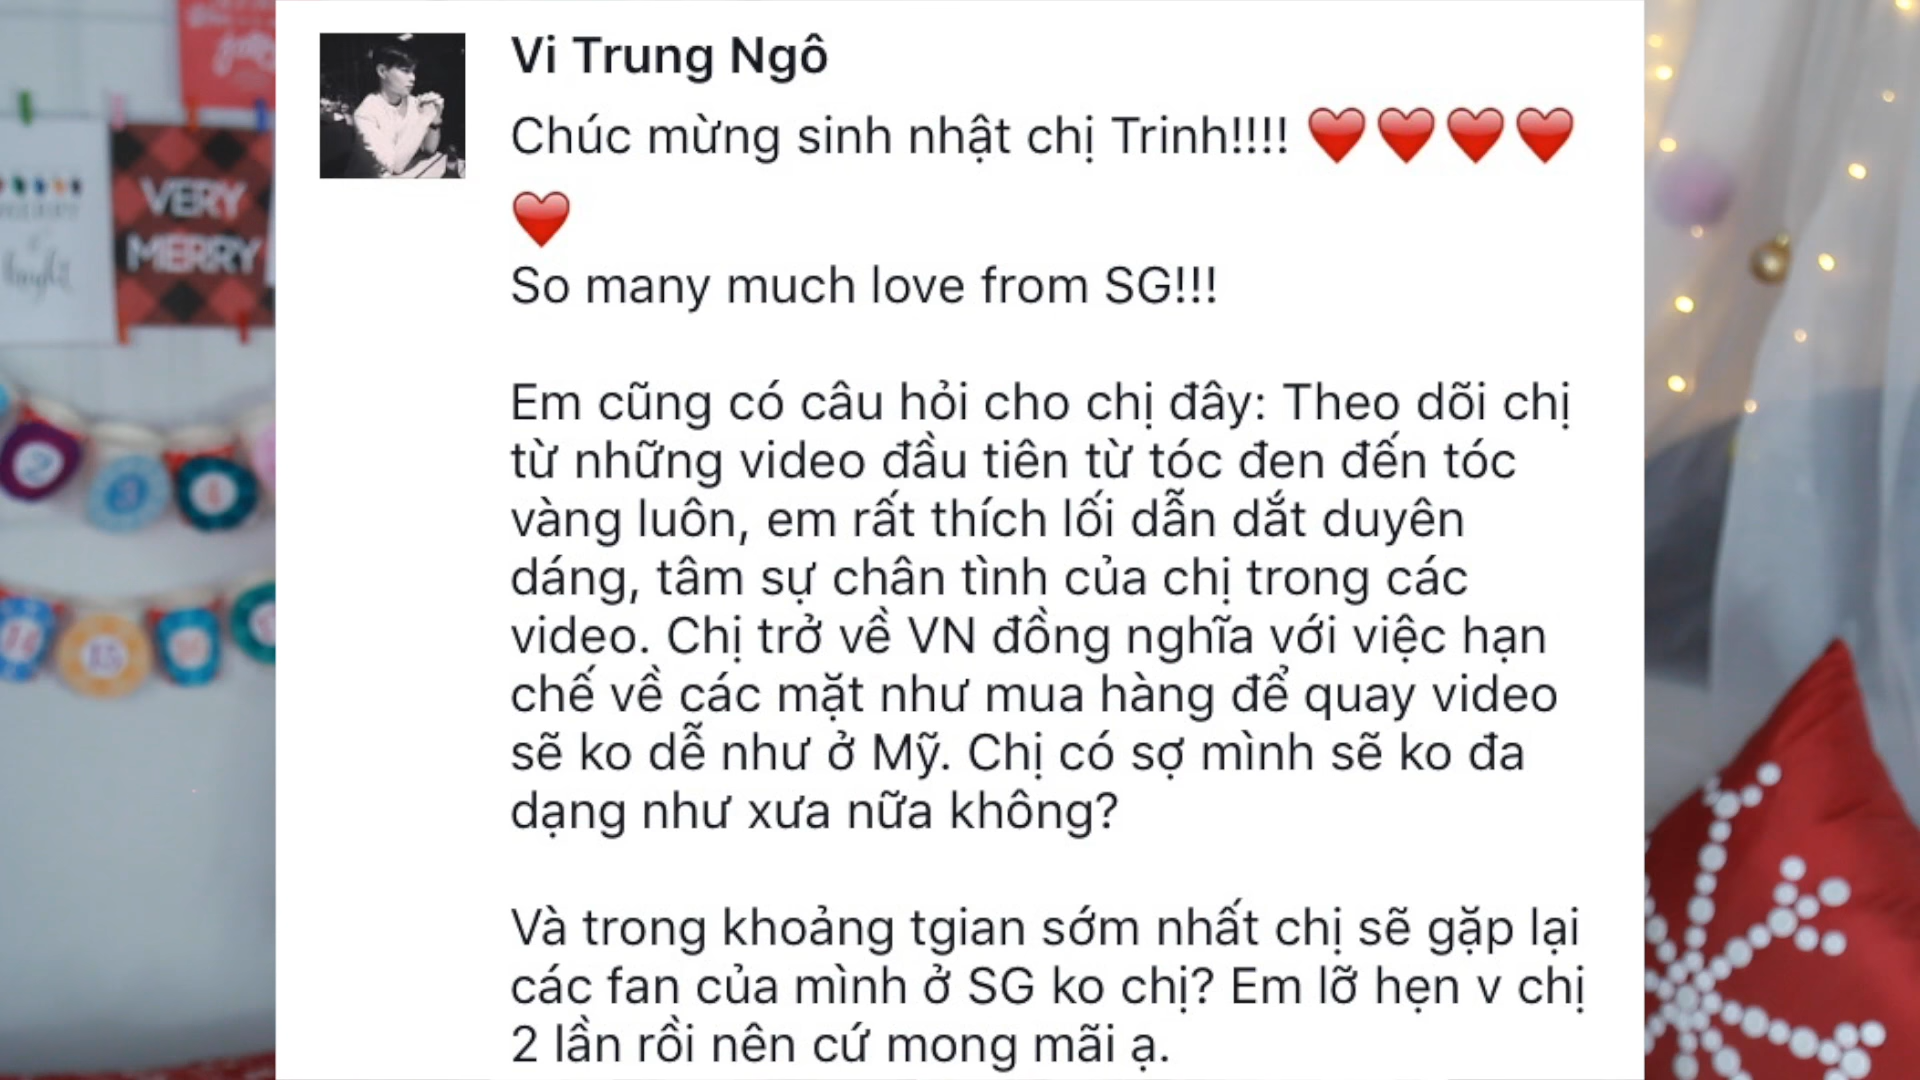 Vi Trung Ngô
Chúc mừng sinh nhật chị Trinh!!!! ❤️❤️❤️❤️
❤️
So many much love from SG!!!
Em cũng có câu hỏi cho chị đây: Theo dõi chị
từ những video đầu tiên từ tóc đen đến tóc
vàng luôn, em rất thích lối dẫn dắt duyên
dáng, tâm sự chân tình của chị trong các
video. Chị trở về VN đồng nghĩa với việc hạn
chế về các mặt như mua hàng để quay video
sẽ ko dễ như ở Mỹ. Chị có sợ mình sẽ ko đa
dạng như xưa nữa không?
Và trong khoảng tgian sớm nhất chị sẽ gặp lại
các fan của mình ở SG ko chị? Em lỡ hẹn v chị
2 lần rồi nên cứ mong mãi ạ.
VERY
MERRY
2
3
4
15